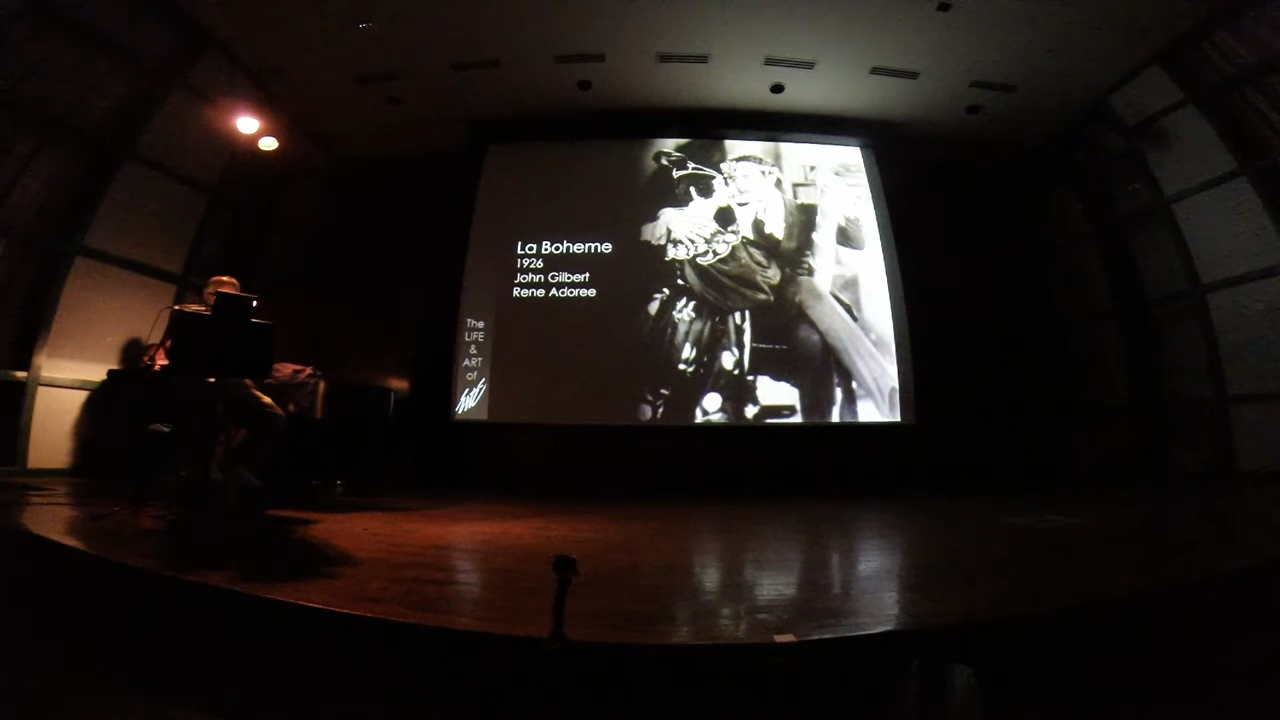 La Boheme
1926
John Gilbert
Rene Adoree
The
LIFE
&
ART
of